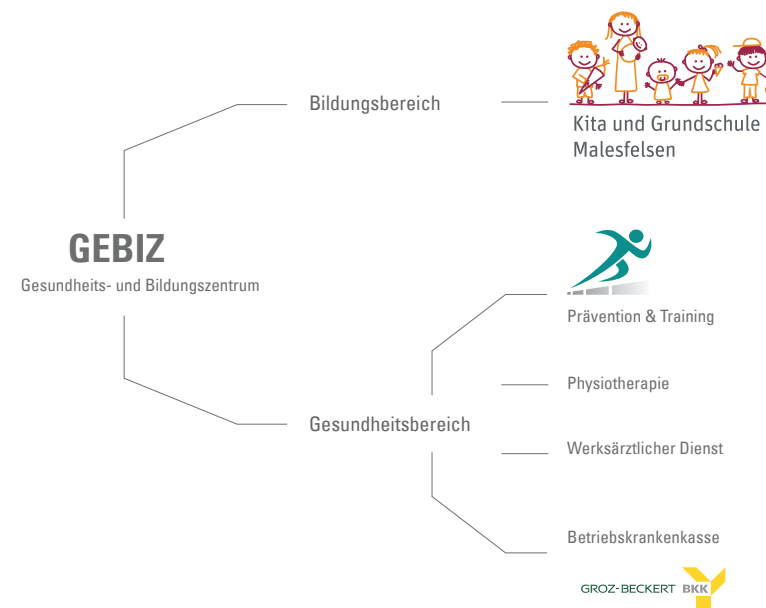 Bildungsbereich
Kita und Grundschule
Malesfelsen
GEBIZ
Gesundheits- und Bildungszentrum
Prävention & Training
Physiotherapie
Gesundheitsbereich
Werksärztlicher Dienst
Betriebskrankenkasse
GROZ-BECKERT BKK